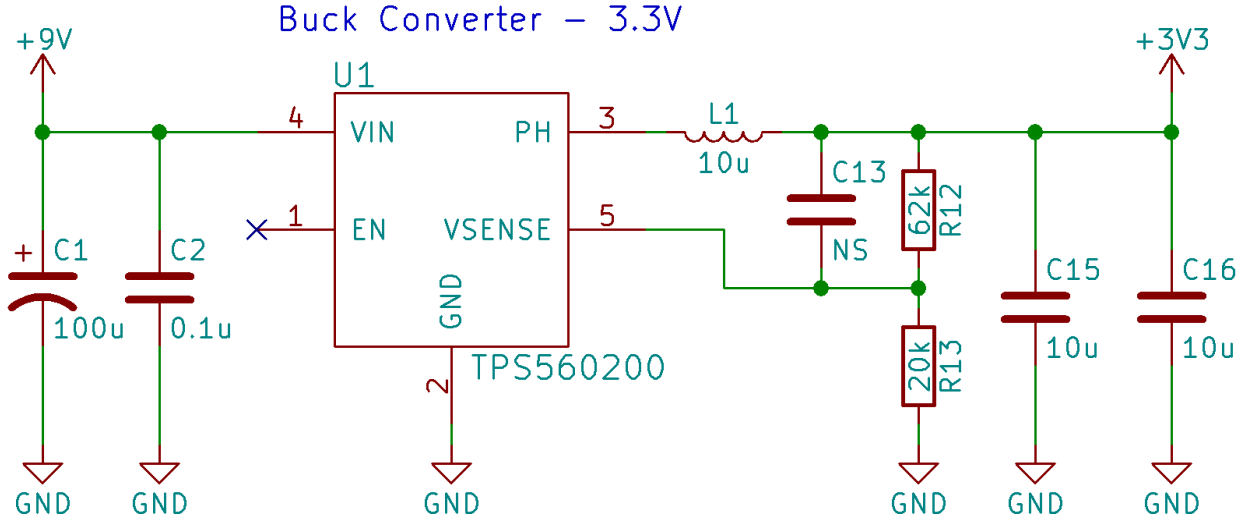 Buck Converter – 3.3V
+9V
+3V3
U1
4
VIN
PH
3
L1
10u
C13
NS
62k
R12
1
EN
VSENSE
5
+
C1
100u
C2
0.1u
GND
2
TPS560200
20k
R13
C15
10u
C16
10u
GND
GND
GND
GND
GND
GND